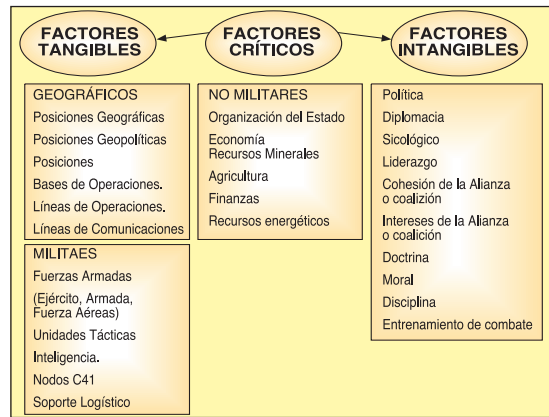 FACTORES
TANGIBLES
FACTORES
CRÍTICOS
FACTORES
INTANGIBLES
GEOGRÁFICOS
Posiciones Geográficas
Posiciones Geopolíticas
Posiciones
Bases de Operaciones.
Líneas de Operaciones.
Líneas de Comunicaciones
MILITAES
Fuerzas Armadas
(Ejército, Armada,
Fuerza Aéreas)
Unidades Tácticas
Inteligencia.
Nodos C41
Soporte Logístico
NO MILITARES
Organización del Estado
Economía
Recursos Minerales
Agricultura
Finanzas
Recursos energéticos
Política
Diplomacia
Sicológico
Liderazgo
Cohesión de la Alianza
o coalizión
Intereses de la Alianza
o coalición
Doctrina
Moral
Disciplina
Entrenamiento de combate